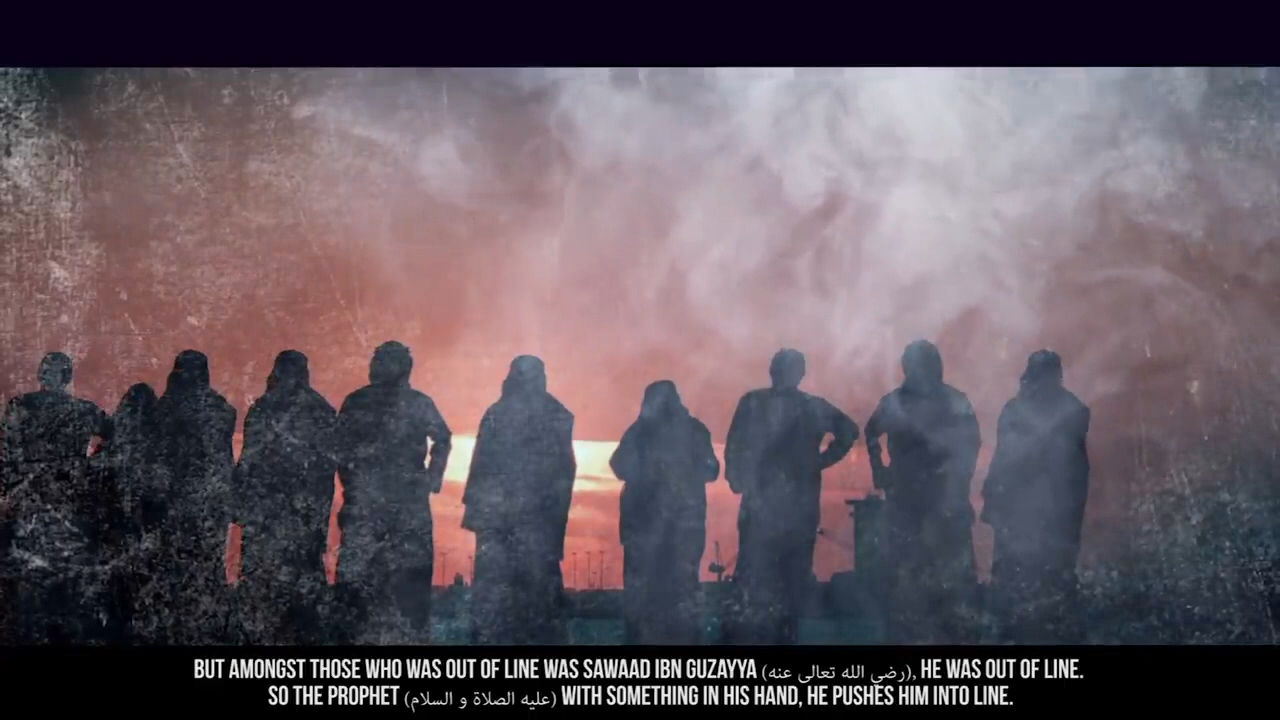 BUT AMONGST THOSE WHO WAS OUT OF LINE WAS SAWAAD IBN GUZAYYA (رضي الله تعالى عنه), HE WAS OUT OF LINE.
SO THE PROPHET (عليه الصلاة و السلام) WITH SOMETHING IN HIS HAND, HE PUSHES HIM INTO LINE.